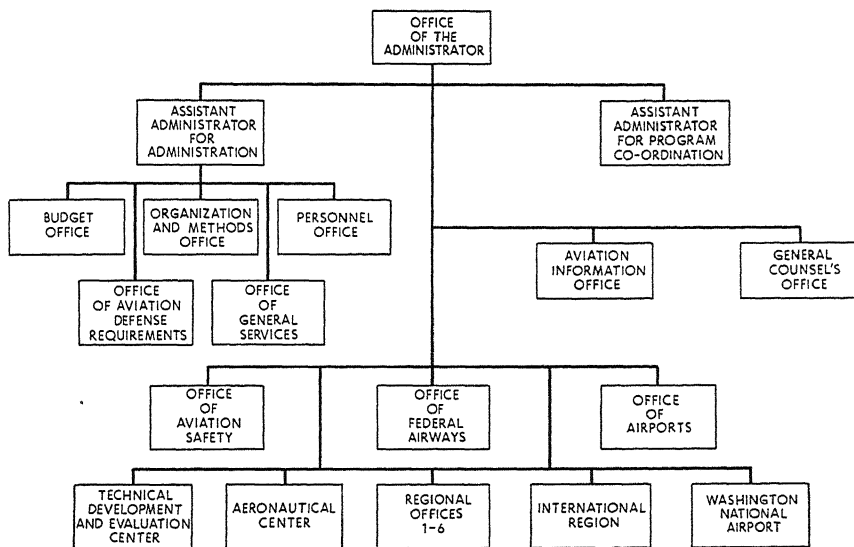 OFFICE
OF THE
ADMINISTRATOR
ASSISTANT
ADMINISTRATOR
FOR
ADMINISTRATION
ASSISTANT
ADMINISTRATOR
FOR PROGRAM
CO-ORDINATION
BUDGET
OFFICE
ORGANIZATION
AND METHODS
OFFICE
PERSONNEL
OFFICE
AVIATION
INFORMATION
OFFICE
GENERAL
COUNSEL'S
OFFICE
OFFICE
OF AVIATION
DEFENSE
REQUIREMENTS
OFFICE
OF
GENERAL
SERVICES
OFFICE
OF
AVIATION
SAFETY
OFFICE
OF
FEDERAL
AIRWAYS
OFFICE
OF
AIRPORTS
TECHNICAL
DEVELOPMENT
AND EVALUATION
CENTER
AERONAUTICAL
CENTER
REGIONAL
OFFICES
1-6
INTERNATIONAL
REGION
WASHINGTON
NATIONAL
AIRPORT